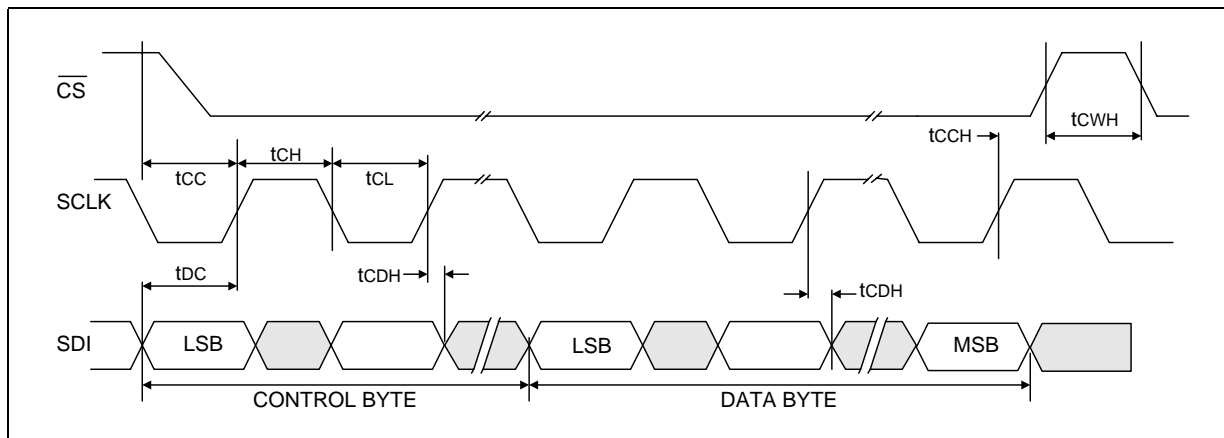 CS
tCCH
tCWH
tCC
tCH
tCL
SCLK
tDC
tCDH
tCDH
SDI
LSB
LSB
MSB
CONTROL BYTE
DATA BYTE